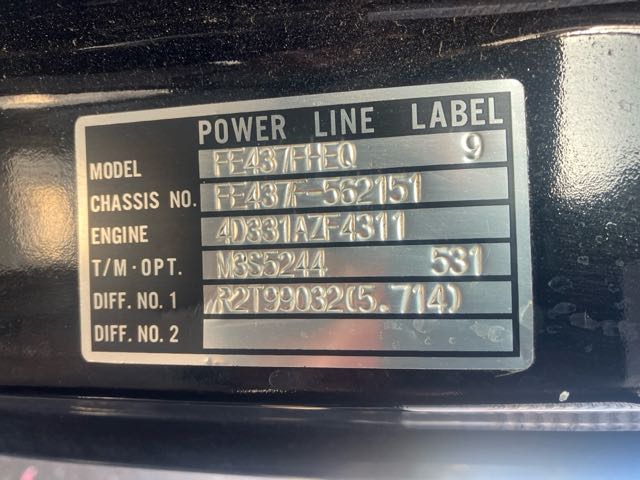 POWER LINE LABEL
MODEL FE437FHEQ 9
CHASSIS NO. FE437F-562151
ENGINE 4D331AZF4311
T/M·OPT. M3S5244 531
DIFF. NO. 1 R2T99032(5.714)
DIFF. NO. 2